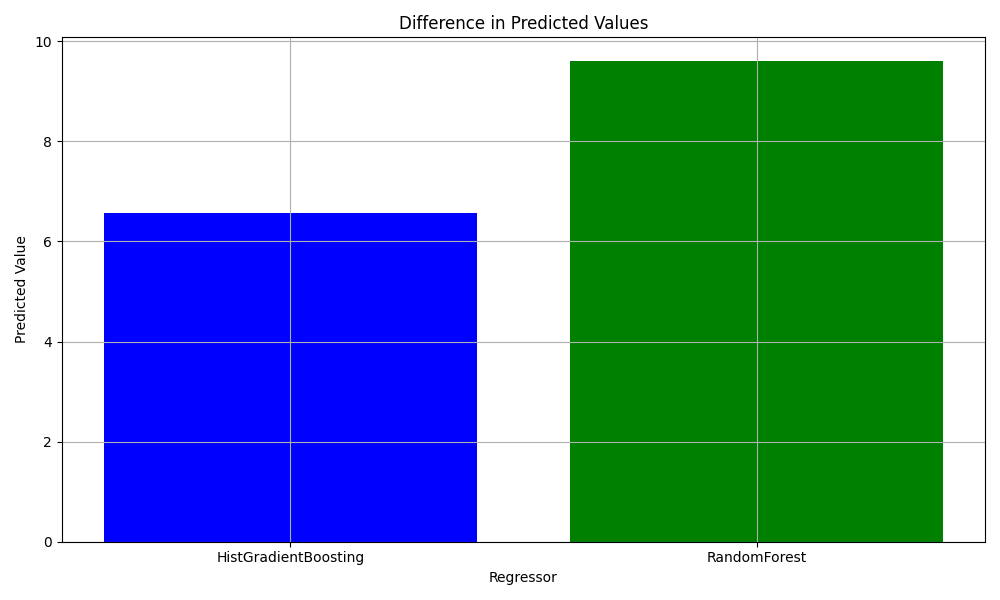 Difference in Predicted Values
Predicted Value
10
8
6
4
2
0
HistGradientBoosting
RandomForest
Regressor